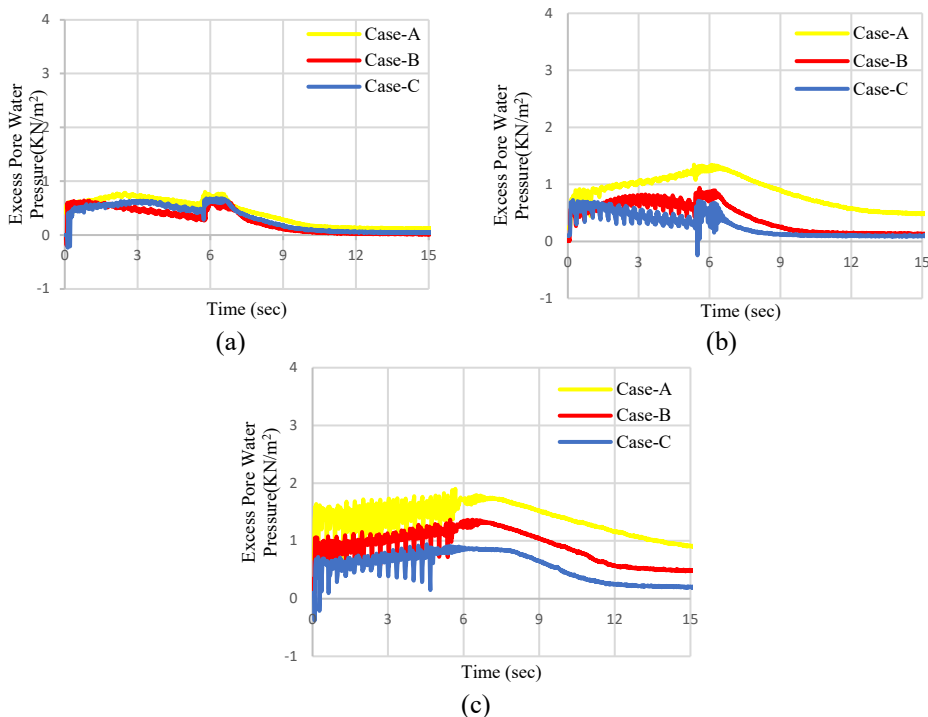 4
3
2
1
0
-1
Excess Pore Water
Pressure(KN/m²)
Case-A
Case-B
Case-C
0 3 6 9 12 15
Time (sec)
(a)
4
3
2
1
0
-1
Excess Pore Water
Pressure(KN/m²)
Case-A
Case-B
Case-C
0 3 6 9 12 15
Time (sec)
(b)
4
3
2
1
0
-1
Excess Pore Water
Pressure(KN/m²)
Case-A
Case-B
Case-C
0 3 6 9 12 15
Time (sec)
(c)